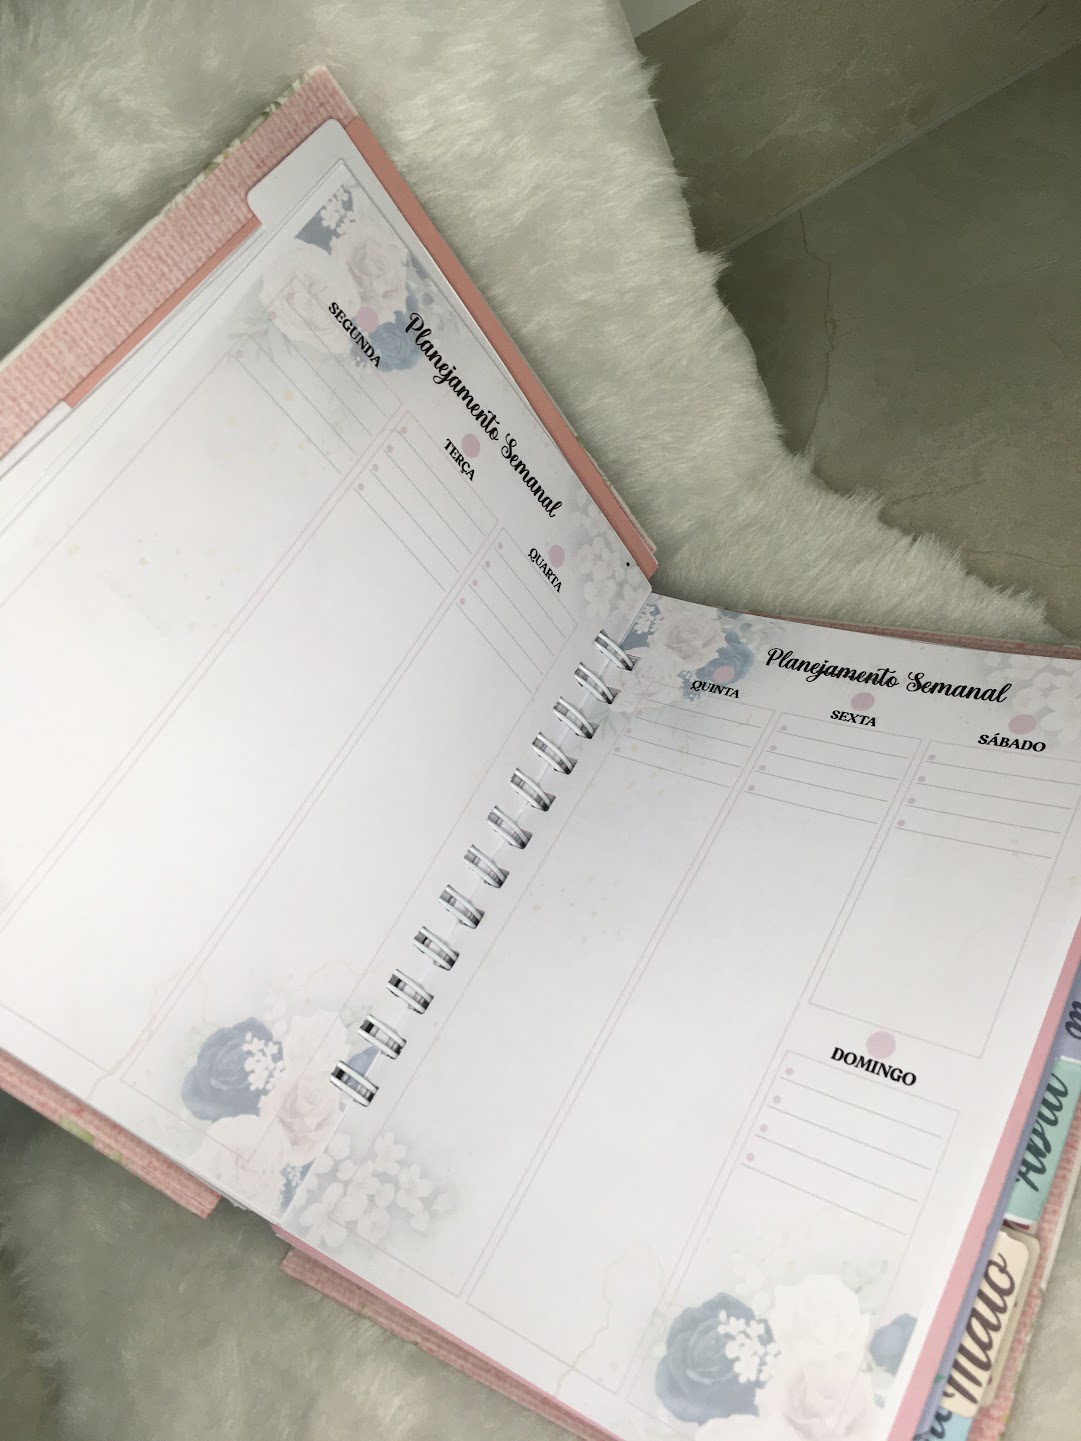 Planejamento Semanal
SEGUNDA
TERÇA
QUARTA
Planejamento Semanal
QUINTA
SEXTA
SÁBADO
DOMINGO
Abril
Maio